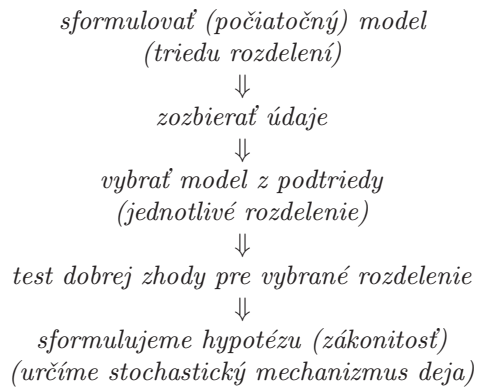 sformulovať (počiatočný) model
(triedu rozdelení)
⇓
zozbierať údaje
⇓
vybrať model z podtriedy
(jednotlivé rozdelenie)
⇓
test dobrej zhody pre vybrané rozdelenie
⇓
sformulujeme hypotézu (zákonitosť)
(určíme stochastický mechanizmus deja)